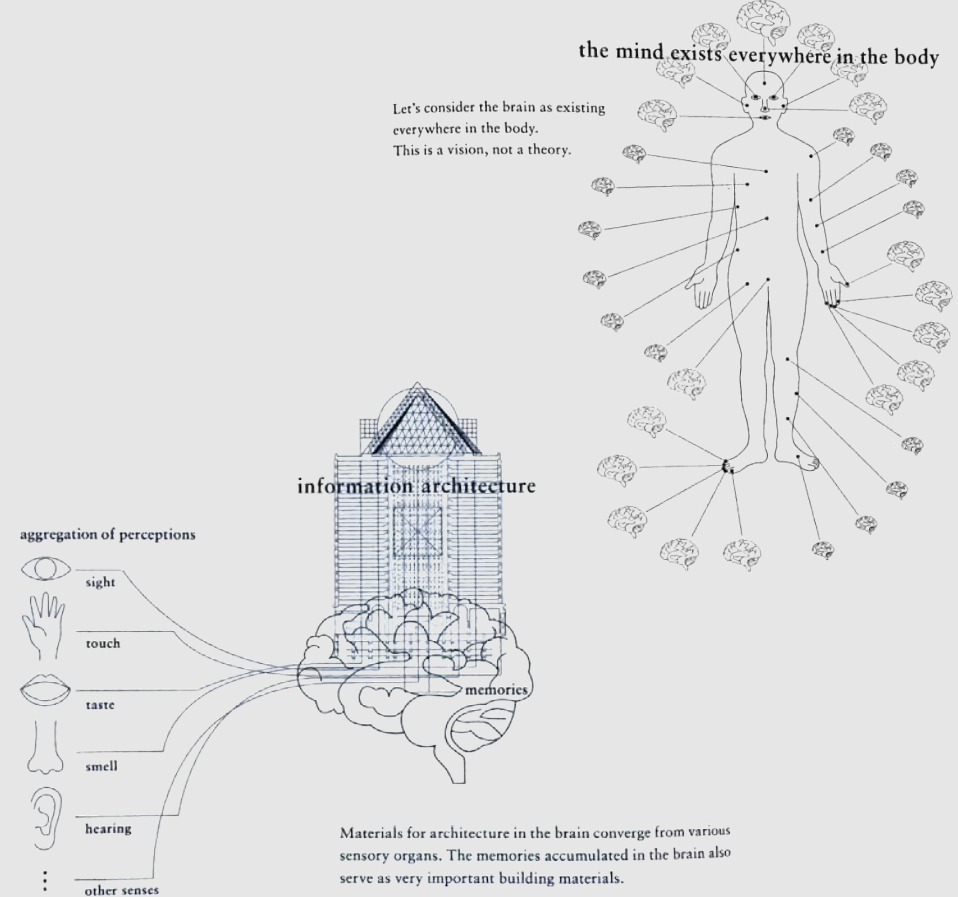 the mind exists everywhere in the body
Let's consider the brain as existing
everywhere in the body.
This is a vision, not a theory.
information architecture
aggregation of perceptions
sight
touch
taste
memories
smell
hearing
other senses
Materials for architecture in the brain converge from various
sensory organs. The memories accumulated in the brain also
serve as very important building materials.